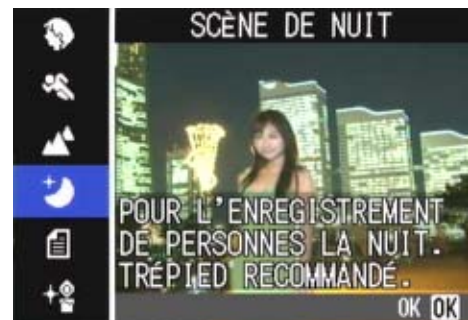 SCÈNE DE NUIT
POUR L'ENREGISTREMENT
DE PERSONNES LA NUIT.
TRÉPIED RECOMMANDÉ.
OK OK